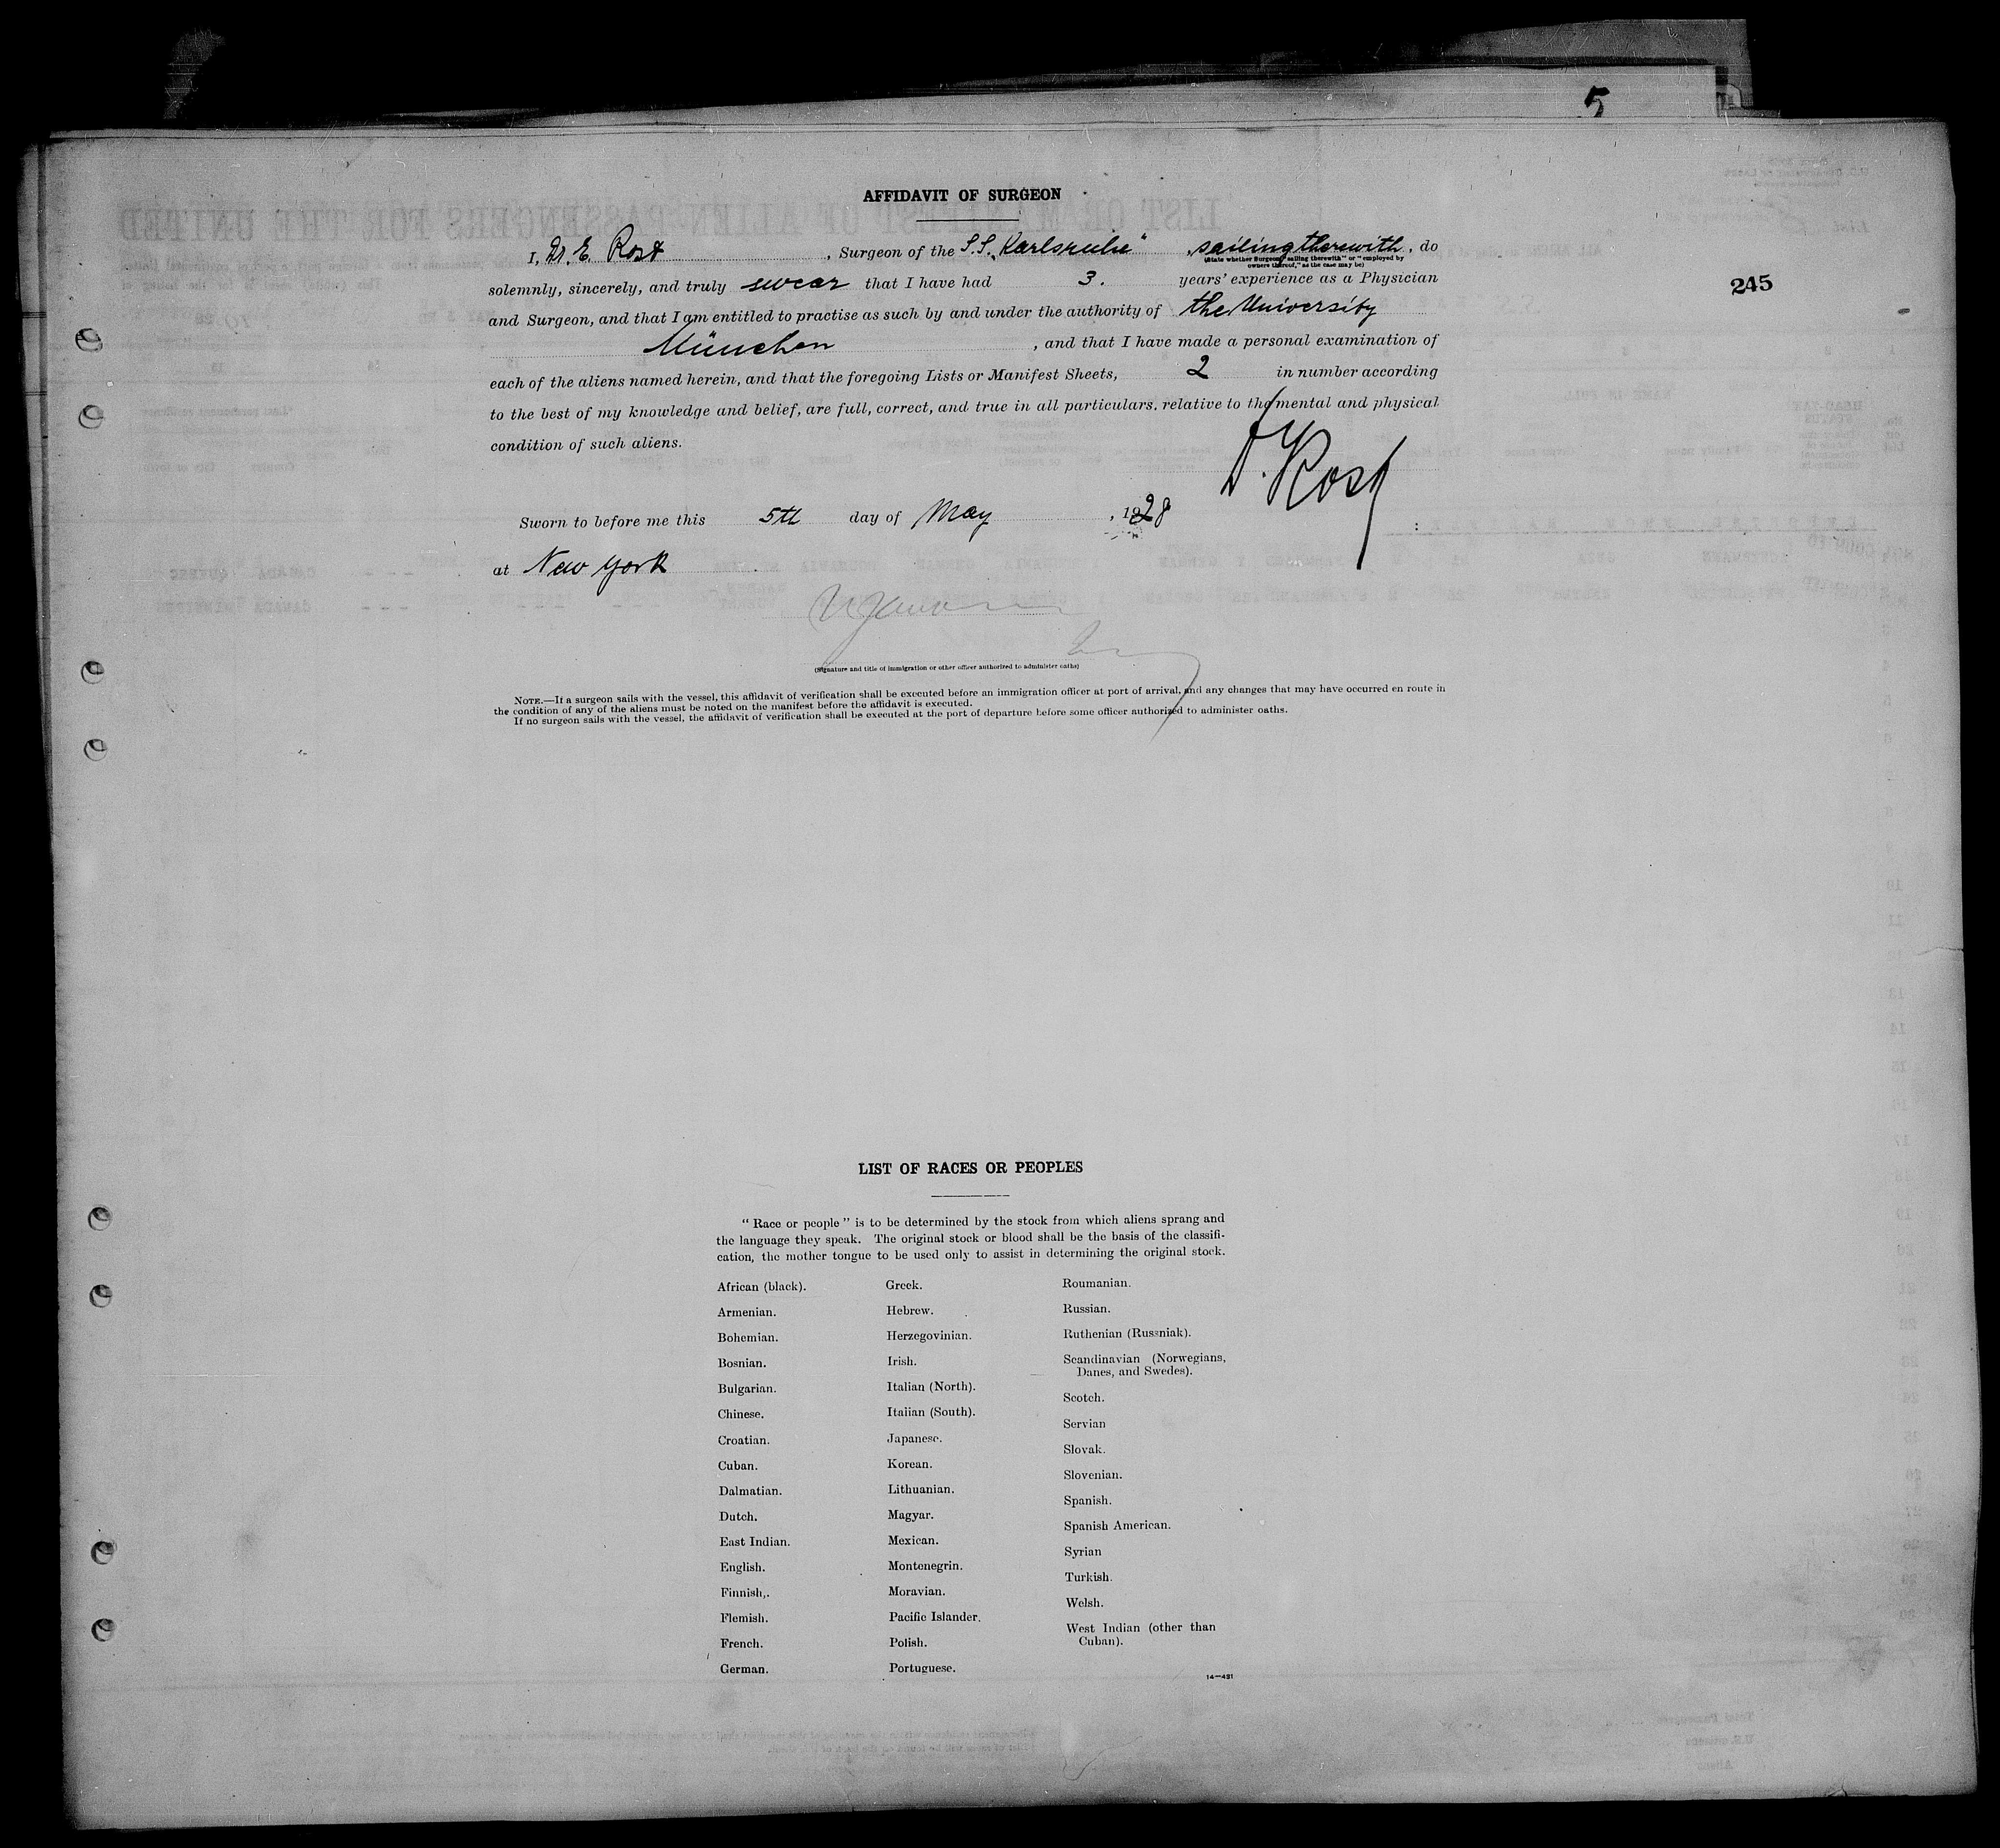 5
AFFIDAVIT OF SURGEON
I, Dr. E. Rost, Surgeon of the S.S. „Karlsruhe“, sailing therewith, do
(State whether Surgeon "sailing therewith" or "employed by
owners thereof," as the case may be)
245
solemnly, sincerely, and truly swear that I have had 3. years' experience as a Physician
and Surgeon, and that I am entitled to practise as such by and under the authority of the University
München, and that I have made a personal examination of
each of the aliens named herein, and that the foregoing Lists or Manifest Sheets, 2 in number according
to the best of my knowledge and belief, are full, correct, and true in all particulars, relative to the mental and physical
condition of such aliens.
Dr. Rost
Sworn to before me this 5th day of May, 1928
at New York
(Signature and title of immigration or other officer authorized to administer oaths)
NOTE.—If a surgeon sails with the vessel, this affidavit of verification shall be executed before an immigration officer at port of arrival, and any changes that may have occurred en route in
the condition of any of the aliens must be noted on the manifest before the affidavit is executed.
If no surgeon sails with the vessel, the affidavit of verification shall be executed at the port of departure before some officer authorized to administer oaths.
LIST OF RACES OR PEOPLES
"Race or people" is to be determined by the stock from which aliens sprang and
the language they speak. The original stock or blood shall be the basis of the classifi-
cation, the mother tongue to be used only to assist in determining the original stock.
African (black).
Armenian.
Bohemian.
Bosnian.
Bulgarian.
Chinese.
Croatian.
Cuban.
Dalmatian.
Dutch.
East Indian.
English.
Finnish.
Flemish.
French.
German.
Greek.
Hebrew.
Herzegovinian.
Irish.
Italian (North).
Italian (South).
Japanese.
Korean.
Lithuanian.
Magyar.
Mexican.
Montenegrin.
Moravian.
Pacific Islander.
Polish.
Portuguese.
Roumanian.
Russian.
Ruthenian (Russniak).
Scandinavian (Norwegians,
Danes, and Swedes).
Scotch.
Servian
Slovak.
Slovenian.
Spanish.
Spanish American.
Syrian
Turkish.
Welsh.
West Indian (other than
Cuban).
14—421